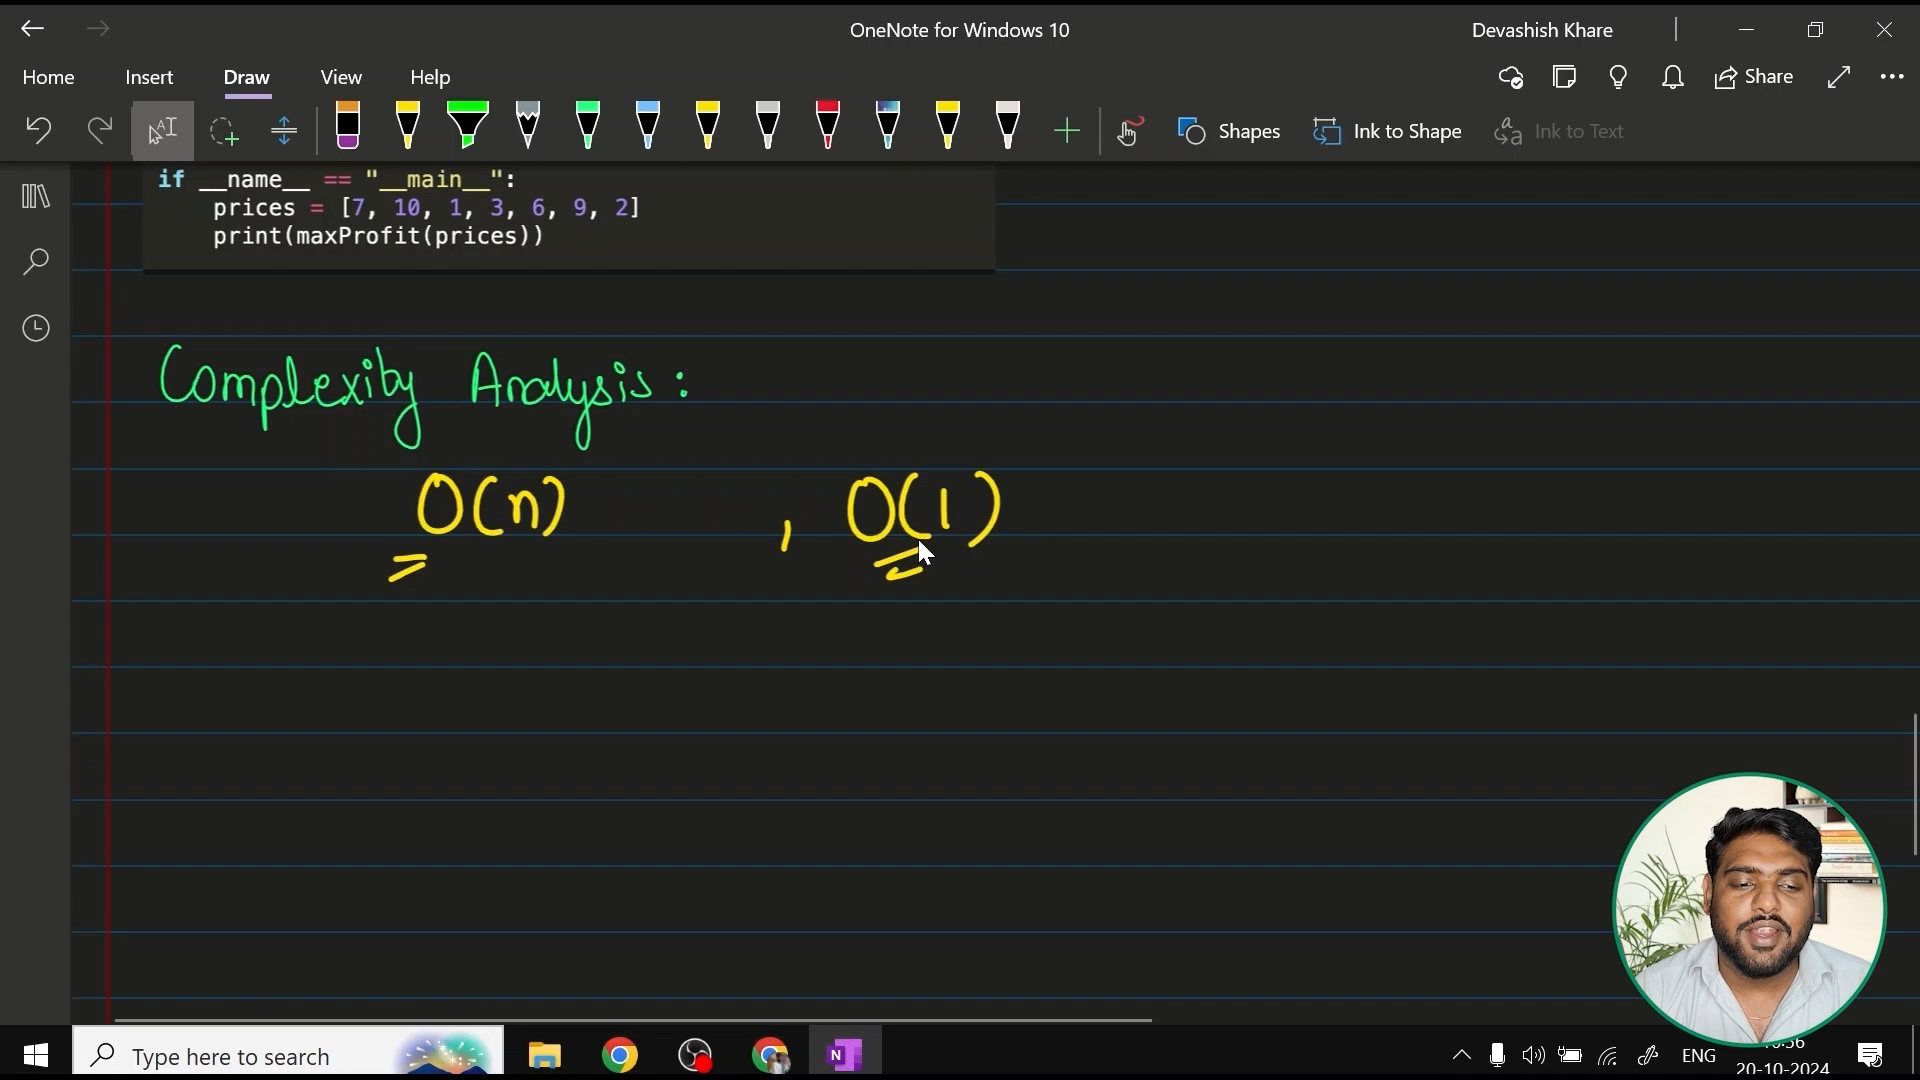 OneNote for Windows 10
Devashish Khare
Home Insert Draw View Help
Share
Shapes Ink to Shape Ink to Text
if __name__ == "__main__":
prices = [7, 10, 1, 3, 6, 9, 2]
print(maxProfit(prices))
Complexity Analysis:
O(n) , O(1)
Type here to search
N
ENG
20-10-2024